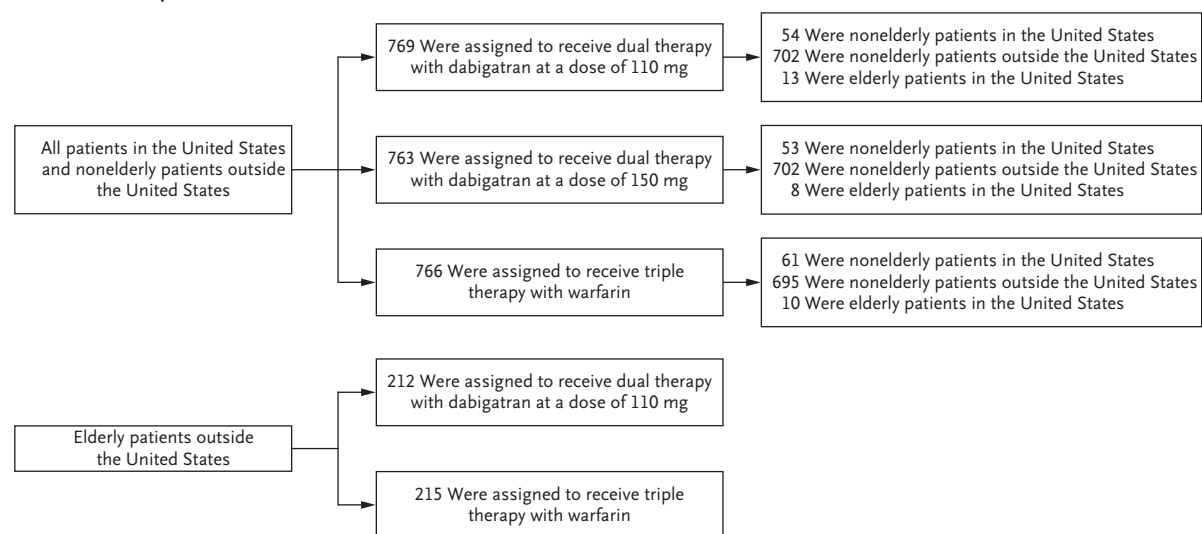 769 Were assigned to receive dual therapy
with dabigatran at a dose of 110 mg
54 Were nonelderly patients in the United States
702 Were nonelderly patients outside the United States
13 Were elderly patients in the United States
All patients in the United States
and nonelderly patients outside
the United States
763 Were assigned to receive dual therapy
with dabigatran at a dose of 150 mg
53 Were nonelderly patients in the United States
702 Were nonelderly patients outside the United States
8 Were elderly patients in the United States
766 Were assigned to receive triple
therapy with warfarin
61 Were nonelderly patients in the United States
695 Were nonelderly patients outside the United States
10 Were elderly patients in the United States
Elderly patients outside
the United States
212 Were assigned to receive dual therapy
with dabigatran at a dose of 110 mg
215 Were assigned to receive triple
therapy with warfarin